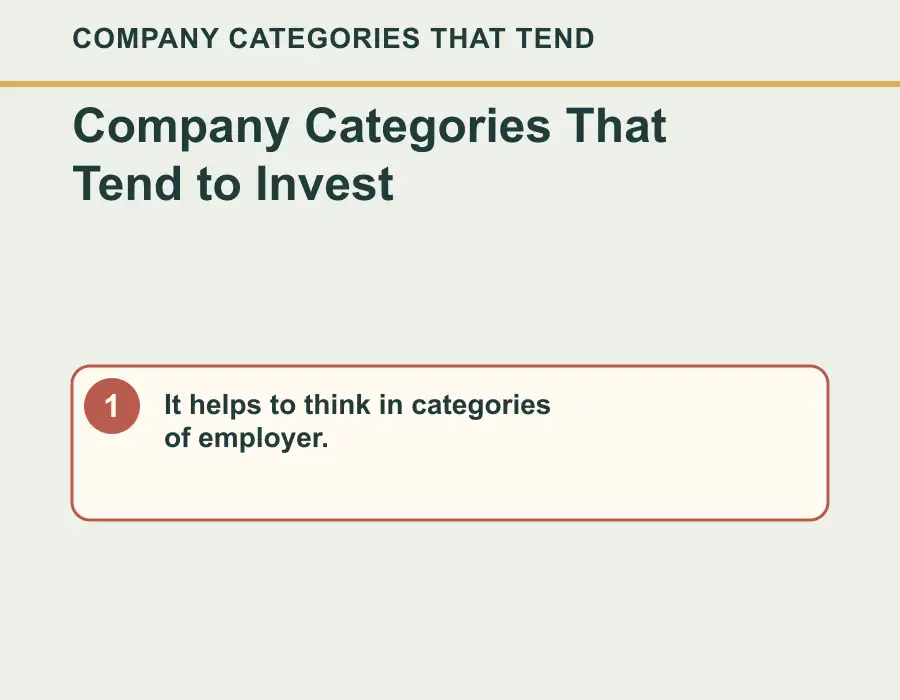 COMPANY CATEGORIES THAT TEND
Company Categories That
Tend to Invest
1
It helps to think in categories
of employer.